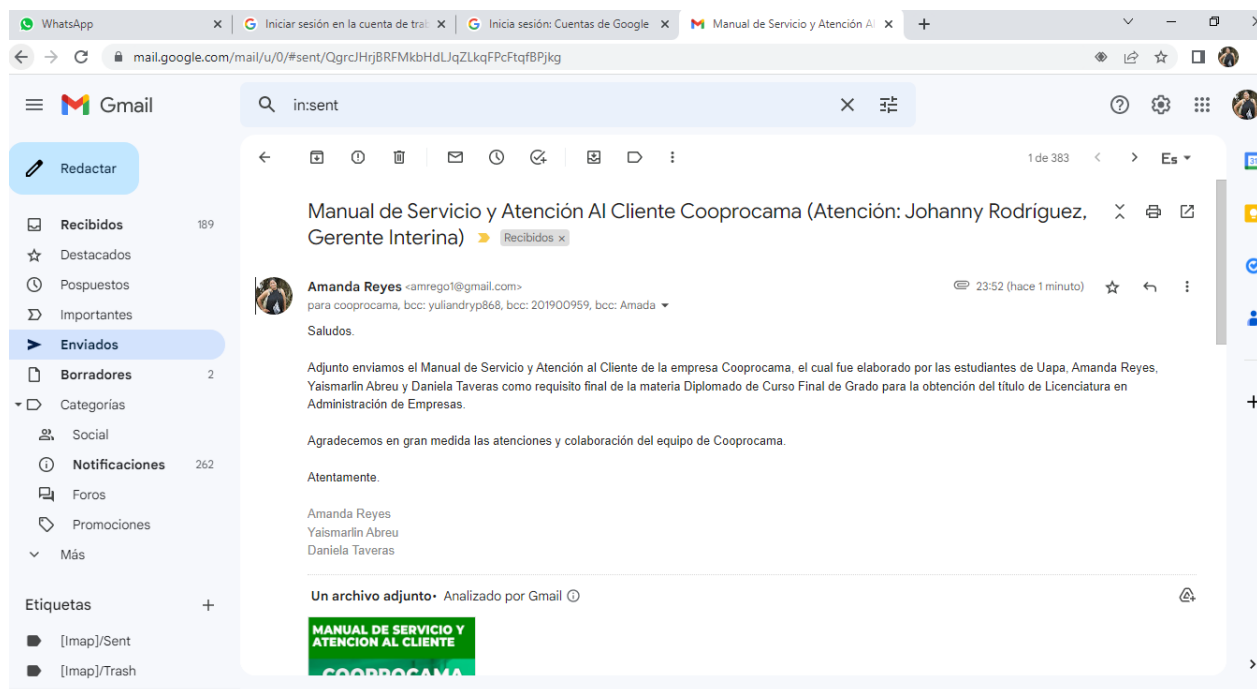 WhatsApp
Iniciar sesión en la cuenta de tral
Inicia sesión: Cuentas de Google
Manual de Servicio y Atención Al
mail.google.com/mail/u/0/#sent/QgrcJHrjBRFMkbHdLJqZLkqFPcFtqfBPjkg
Gmail
in:sent
Redactar
1 de 383
Es
Recibidos 189
Destacados
Pospuestos
Importantes
Enviados
Borradores 2
Categorías
Social
Notificaciones 262
Foros
Promociones
Más
Etiquetas
[Imap]/Sent
[Imap]/Trash
Manual de Servicio y Atención Al Cliente Cooprocama (Atención: Johanny Rodríguez,
Gerente Interina) Recibidos x
Amanda Reyes <amrego1@gmail.com>
23:52 (hace 1 minuto)
para cooprocama, bcc: yuliandryp868, bcc: 201900959, bcc: Amada
Saludos.
Adjunto enviamos el Manual de Servicio y Atención al Cliente de la empresa Cooprocama, el cual fue elaborado por las estudiantes de Uapa, Amanda Reyes,
Yaismarlin Abreu y Daniela Taveras como requisito final de la materia Diplomado de Curso Final de Grado para la obtención del título de Licenciatura en
Administración de Empresas.
Agradecemos en gran medida las atenciones y colaboración del equipo de Cooprocama.
Atentamente.
Amanda Reyes
Yaismarlin Abreu
Daniela Taveras
Un archivo adjunto• Analizado por Gmail
MANUAL DE SERVICIO Y
ATENCION AL CLIENTE
COOPROCAMA
31